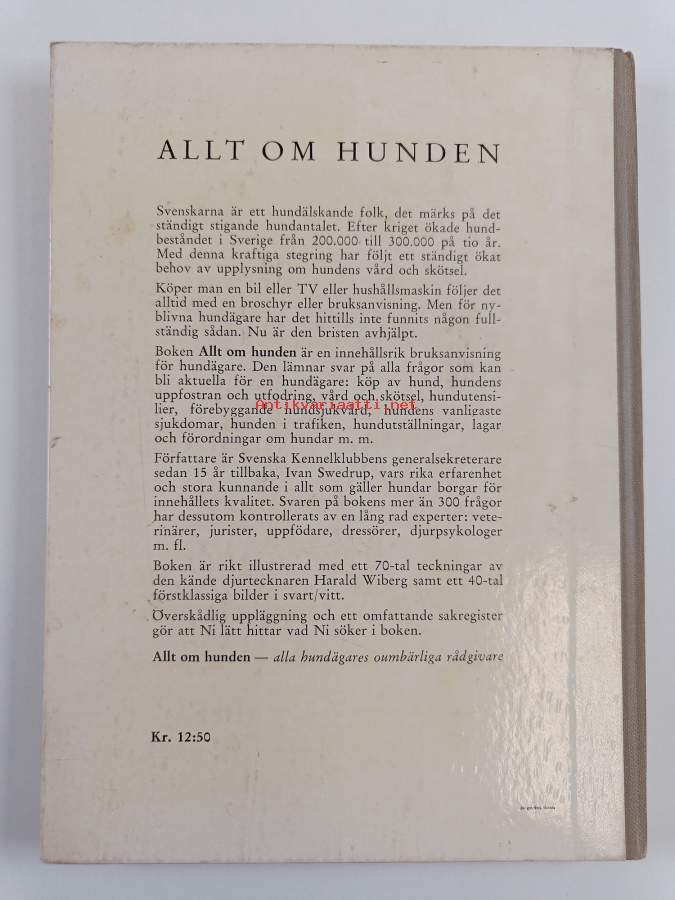 ALLT OM HUNDEN
Svenskarna är ett hundälskande folk, det märks på det
ständigt stigande hundantalet. Efter kriget ökade hund-
beståndet i Sverige från 200.000 till 300.000 på tio år.
Med denna kraftiga stegring har följt ett ständigt ökat
behov av upplysning om hundens vård och skötsel.
Köper man en bil eller TV eller hushållsmaskin följer det
alltid med en broschyr eller bruksanvisning. Men för ny-
blivna hundägare har det hittills inte funnits någon full-
ständig sådan. Nu är den bristen avhjälpt.
Boken Allt om hunden är en innehållsrik bruksanvisning
för hundägare. Den lämnar svar på alla frågor som kan
bli aktuella för en hundägare: köp av hund, hundens
uppfostran och utfodring, vård och skötsel, hundutensi-
Antikvariaatti.net
lier, förebyggande hundsjukvård, hundens vanligaste
sjukdomar, hunden i trafiken, hundutställningar, lagar
och förordningar om hundar m. m.
Författare är Svenska Kennelklubbens generalsekreterare
sedan 15 år tillbaka, Ivan Swedrup, vars rika erfarenhet
och stora kunnande i allt som gäller hundar borgar för
innehållets kvalitet. Svaren på bokens mer än 300 frågor
har dessutom kontrollerats av en lång rad experter: vete-
rinärer, jurister, uppfödare, dressörer, djurpsykologer
m. fl.
Boken är rikt illustrerad med ett 70-tal teckningar av
den kände djurtecknaren Harald Wiberg samt ett 40-tal
förstklassiga bilder i svart/vitt.
Överskådlig uppläggning och ett omfattande sakregister
gör att Ni lätt hittar vad Ni söker i boken.
Allt om hunden — alla hundägares oumbärliga rådgivare
Kr. 12:50